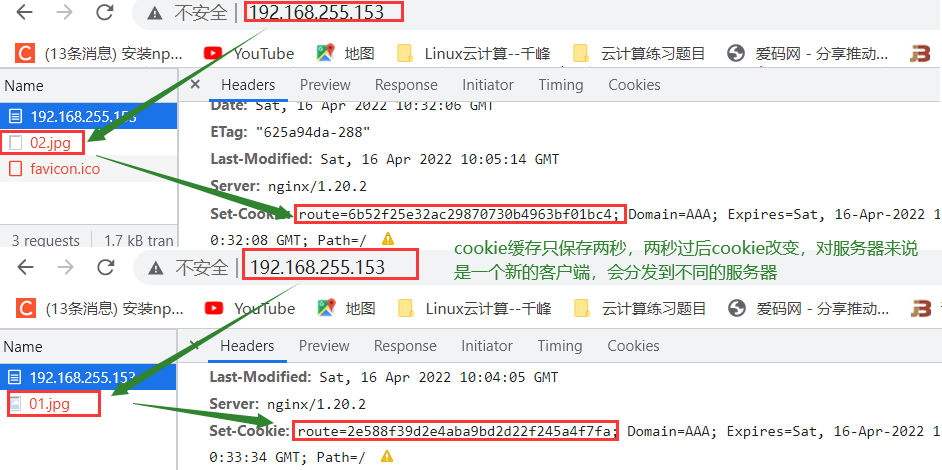 不安全 192.168.255.153
(13条消息) 安装np... YouTube 地图 Linux云计算--千峰 云计算练习题目 爱码网 - 分享推动...
Name
Headers Preview Response Initiator Timing Cookies
Date: Sat, 16 Apr 2022 10:32:06 GMT
192.168.255.153
ETag: "625a94da-288"
02.jpg
Last-Modified: Sat, 16 Apr 2022 10:05:14 GMT
favicon.ico
Server: nginx/1.20.2
Set-Cookie: route=6b52f25e32ac29870730b4963bf01bc4; Domain=AAA; Expires=Sat, 16-Apr-2022 1
0:32:08 GMT; Path=/
3 requests 1.7 kB tran
cookie缓存只保存两秒，两秒过后cookie改变，对服务器来说
是一个新的客户端，会分发到不同的服务器
不安全 192.168.255.153
(13条消息) 安装np... YouTube 地图 Linux云计算--千峰 云计算练习题目 爱码网 - 分享推动...
Name
Headers Preview Response Initiator Timing Cookies
192.168.255.153
Last-Modified: Sat, 16 Apr 2022 10:04:05 GMT
01.jpg
Server: nginx/1.20.2
Set-Cookie: route=2e588f39d2e4aba9bd2d22f245a4f7fa; Domain=AAA; Expires=Sat, 16-Apr-2022 1
0:33:34 GMT; Path=/